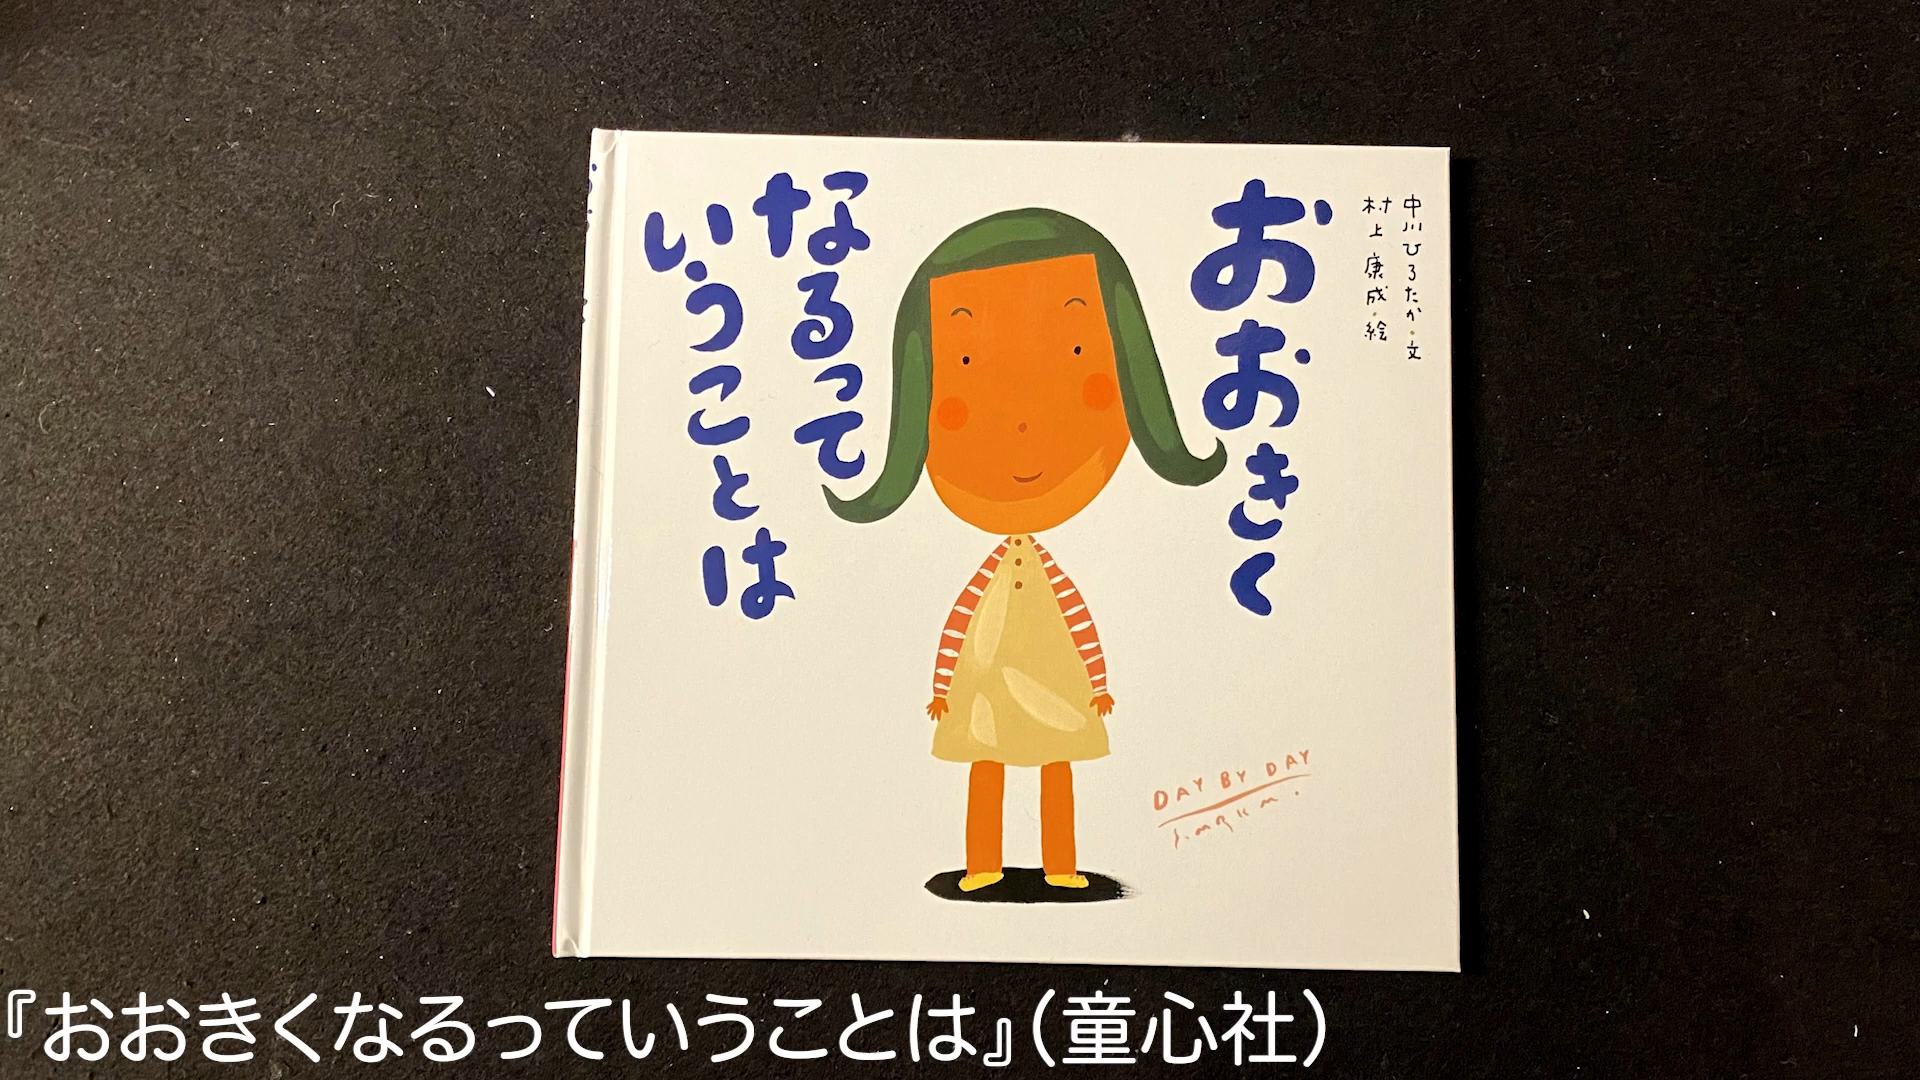 中川ひろたか・文
村上康成・絵
おおきく
なるって
いうことは
DAY BY DAY
『おおきくなるっていうことは』（童心社）